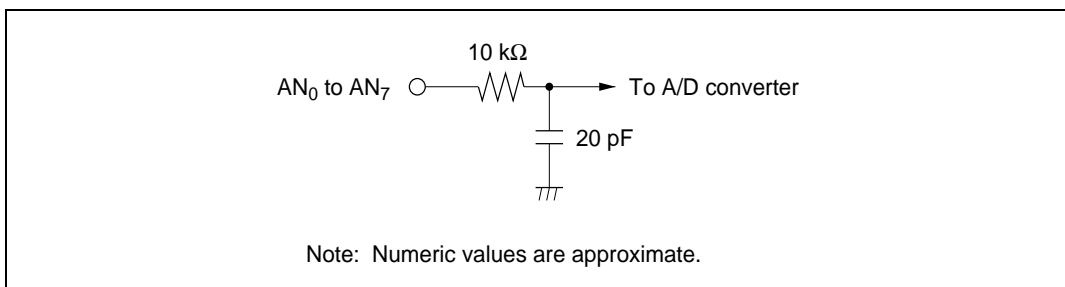 10 kΩ
AN0 to AN7 To A/D converter
20 pF
Note: Numeric values are approximate.